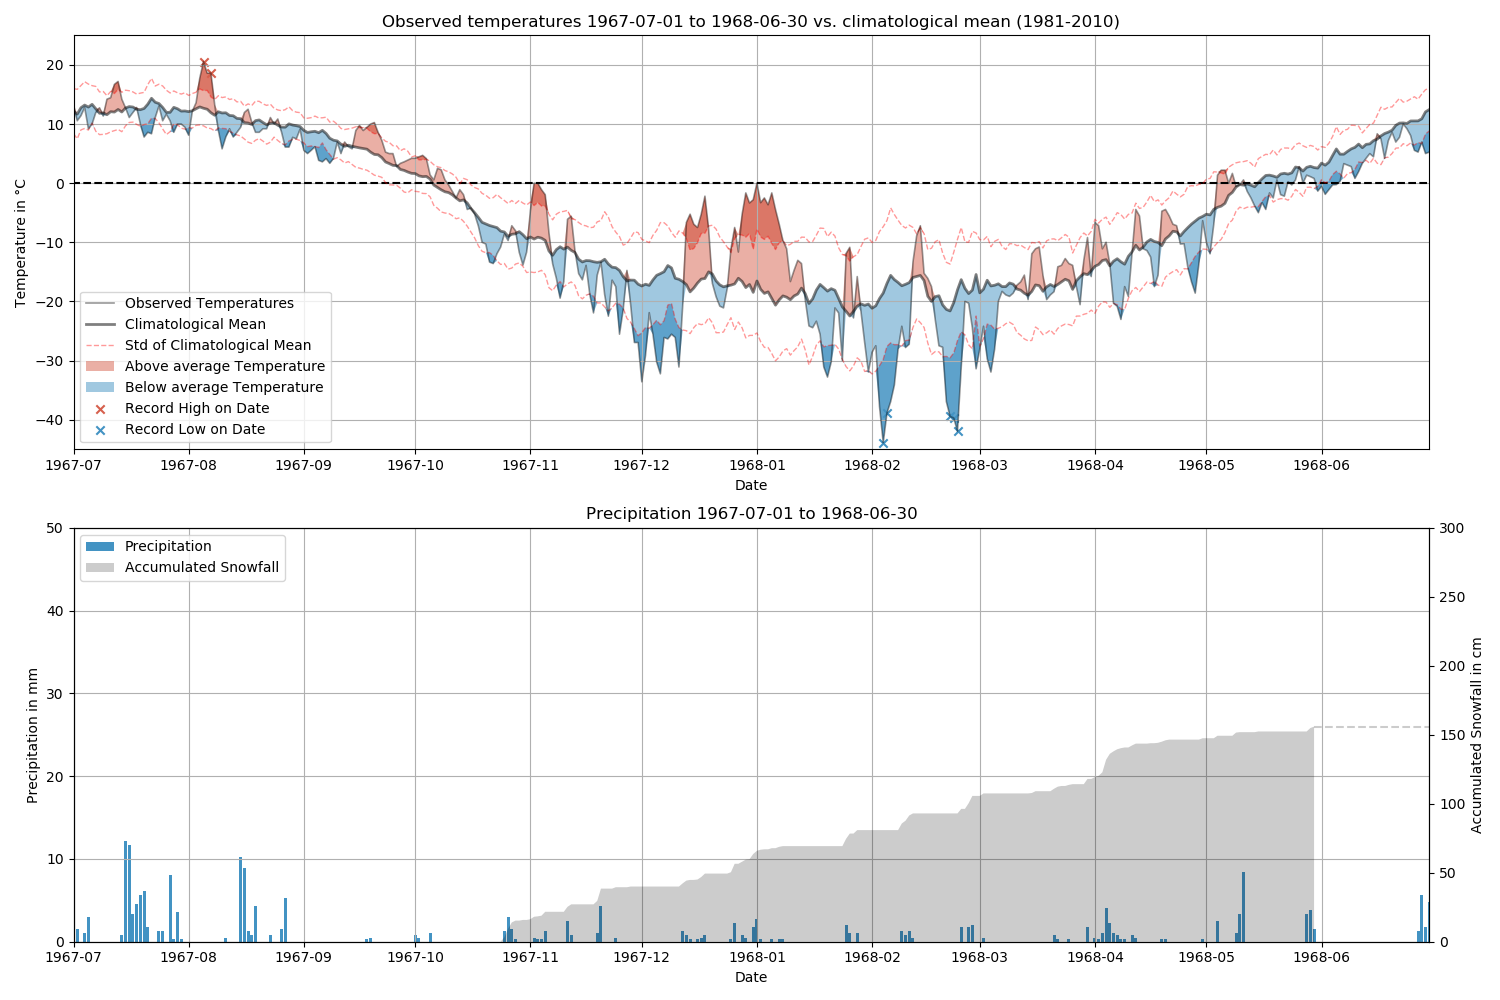 Observed temperatures 1967-07-01 to 1968-06-30 vs. climatological mean (1981-2010)
Temperature in °C
20
10
0
−10
−20
−30
−40
Observed Temperatures
Climatological Mean
Std of Climatological Mean
Above average Temperature
Below average Temperature
Record High on Date
Record Low on Date
1967-07 1967-08 1967-09 1967-10 1967-11 1967-12 1968-01 1968-02 1968-03 1968-04 1968-05 1968-06
Date
Precipitation 1967-07-01 to 1968-06-30
Precipitation in mm
50
40
30
20
10
0
Precipitation
Accumulated Snowfall
300
250
200
150
100
50
0
Accumulated Snowfall in cm
1967-07 1967-08 1967-09 1967-10 1967-11 1967-12 1968-01 1968-02 1968-03 1968-04 1968-05 1968-06
Date